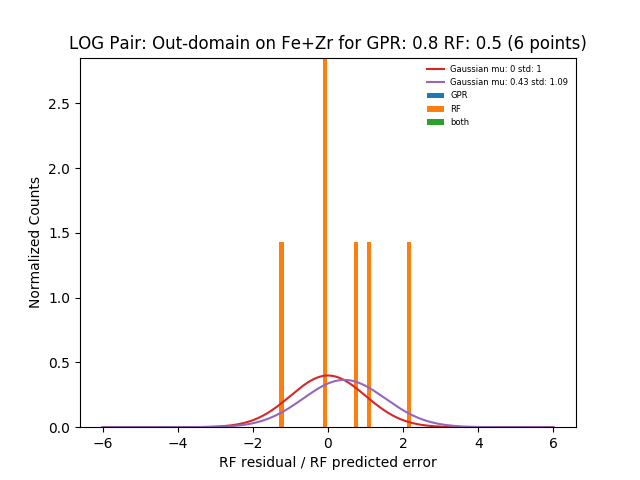 LOG Pair: Out-domain on Fe+Zr for GPR: 0.8 RF: 0.5 (6 points)
Gaussian mu: 0 std: 1
Gaussian mu: 0.43 std: 1.09
GPR
RF
both
Normalized Counts
2.5
2.0
1.5
1.0
0.5
0.0
−6 −4 −2 0 2 4 6
RF residual / RF predicted error